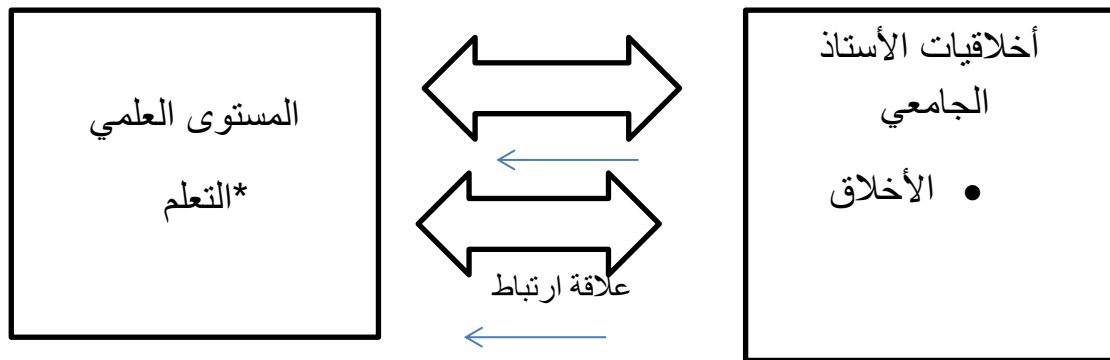 أخلاقيات الأستاذ
الجامعي
• الأخلاق
علاقة ارتباط
المستوى العلمي
*التعلم